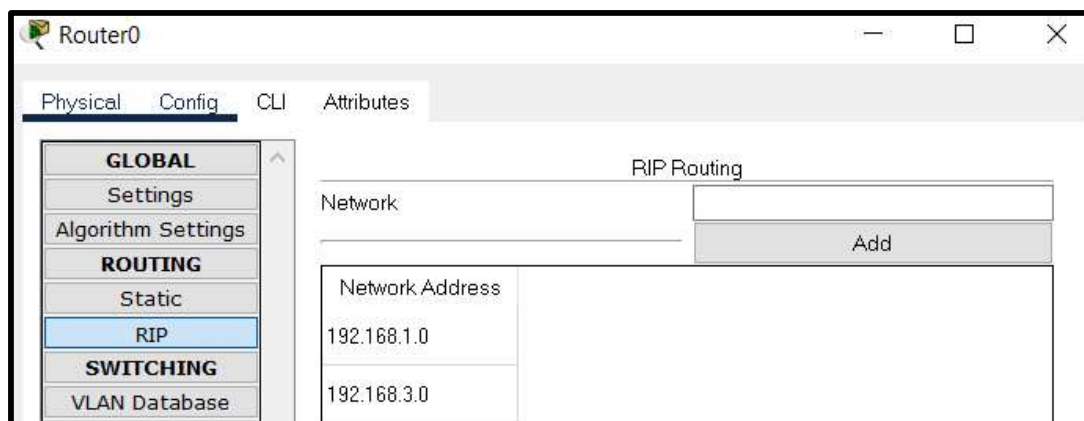 Router0
Physical Config CLI Attributes
GLOBAL
Settings
Algorithm Settings
ROUTING
Static
RIP
SWITCHING
VLAN Database
RIP Routing
Network
Add
Network Address
192.168.1.0
192.168.3.0